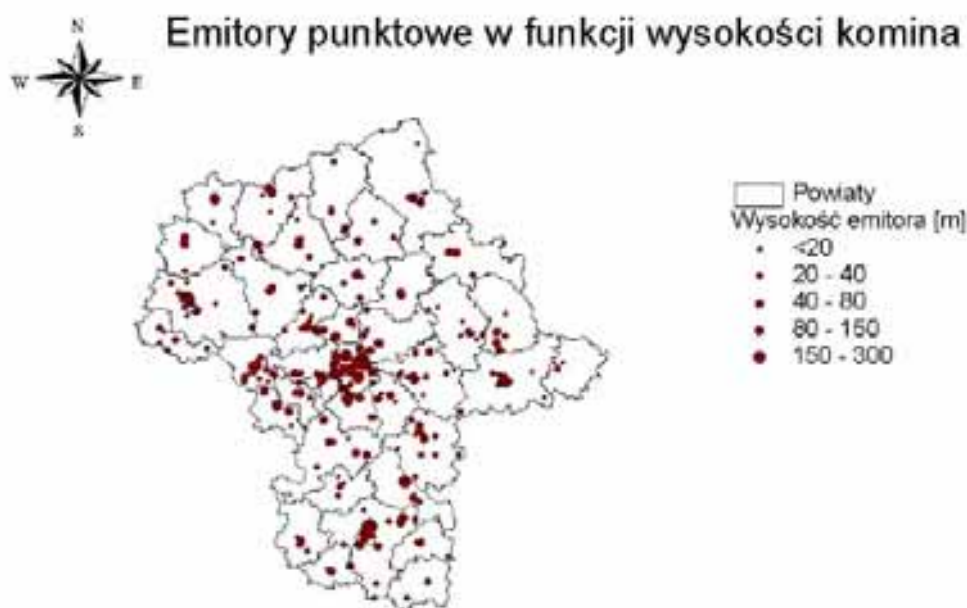 Emitory punktowe w funkcji wysokości komina
N
W
E
S
Powiaty
Wysokość emitora [m]
<20
20 - 40
40 - 80
80 - 150
150 - 300